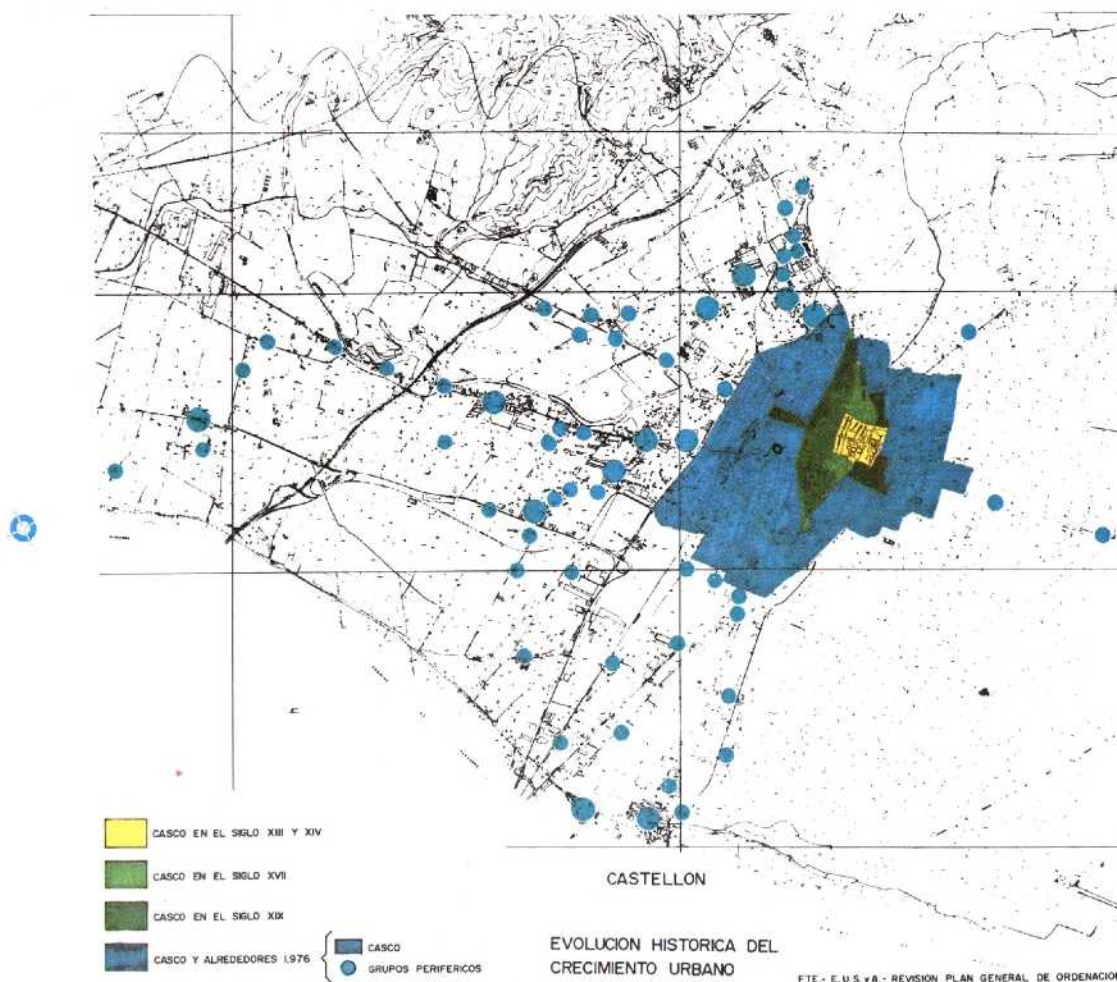 CASCO EN EL SIGLO XIII Y XIV
CASCO EN EL SIGLO XVII
CASCO EN EL SIGLO XIX
CASCO Y ALREDEDORES 1.976
CASCO
GRUPOS PERIFERICOS
CASTELLON
EVOLUCION HISTORICA DEL
CRECIMIENTO URBANO
FTE.- E.U.S. y A. - REVISION PLAN GENERAL DE ORDENACION